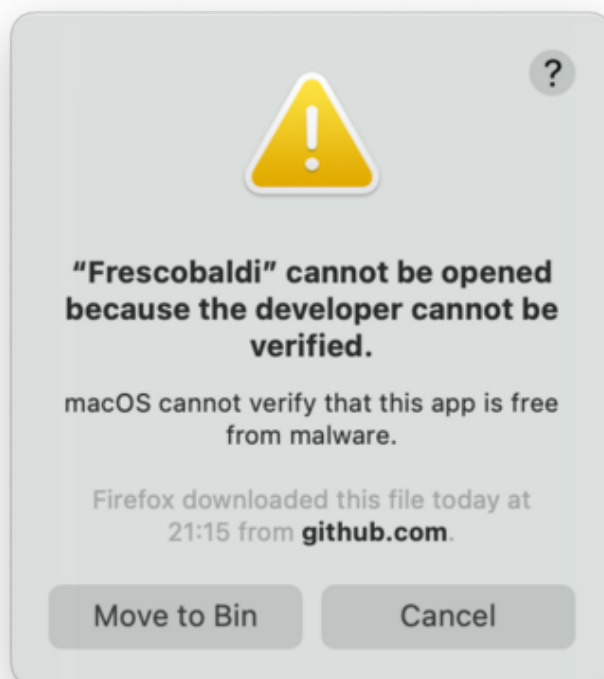 ?
“Frescobaldi” cannot be opened
because the developer cannot be
verified.
macOS cannot verify that this app is free
from malware.
Firefox downloaded this file today at
21:15 from github.com.
Move to Bin
Cancel